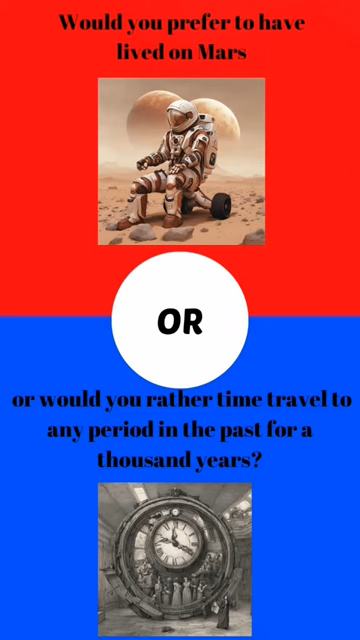 Would you prefer to have
lived on Mars
OR
or would you rather time travel to
any period in the past for a
thousand years?